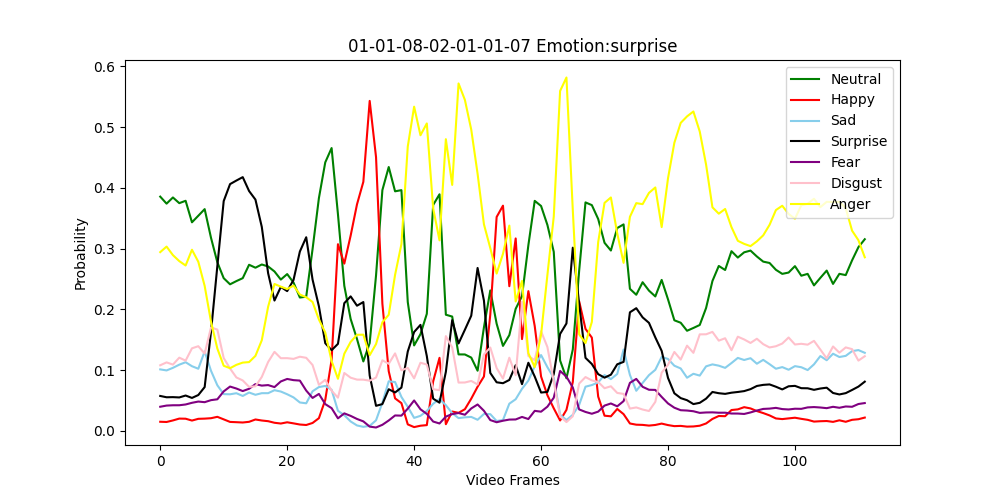 01-01-08-02-01-01-07 Emotion:surprise
Probability
0.6
0.5
0.4
0.3
0.2
0.1
0.0
0
20
40
60
80
100
Video Frames
Neutral
Happy
Sad
Surprise
Fear
Disgust
Anger